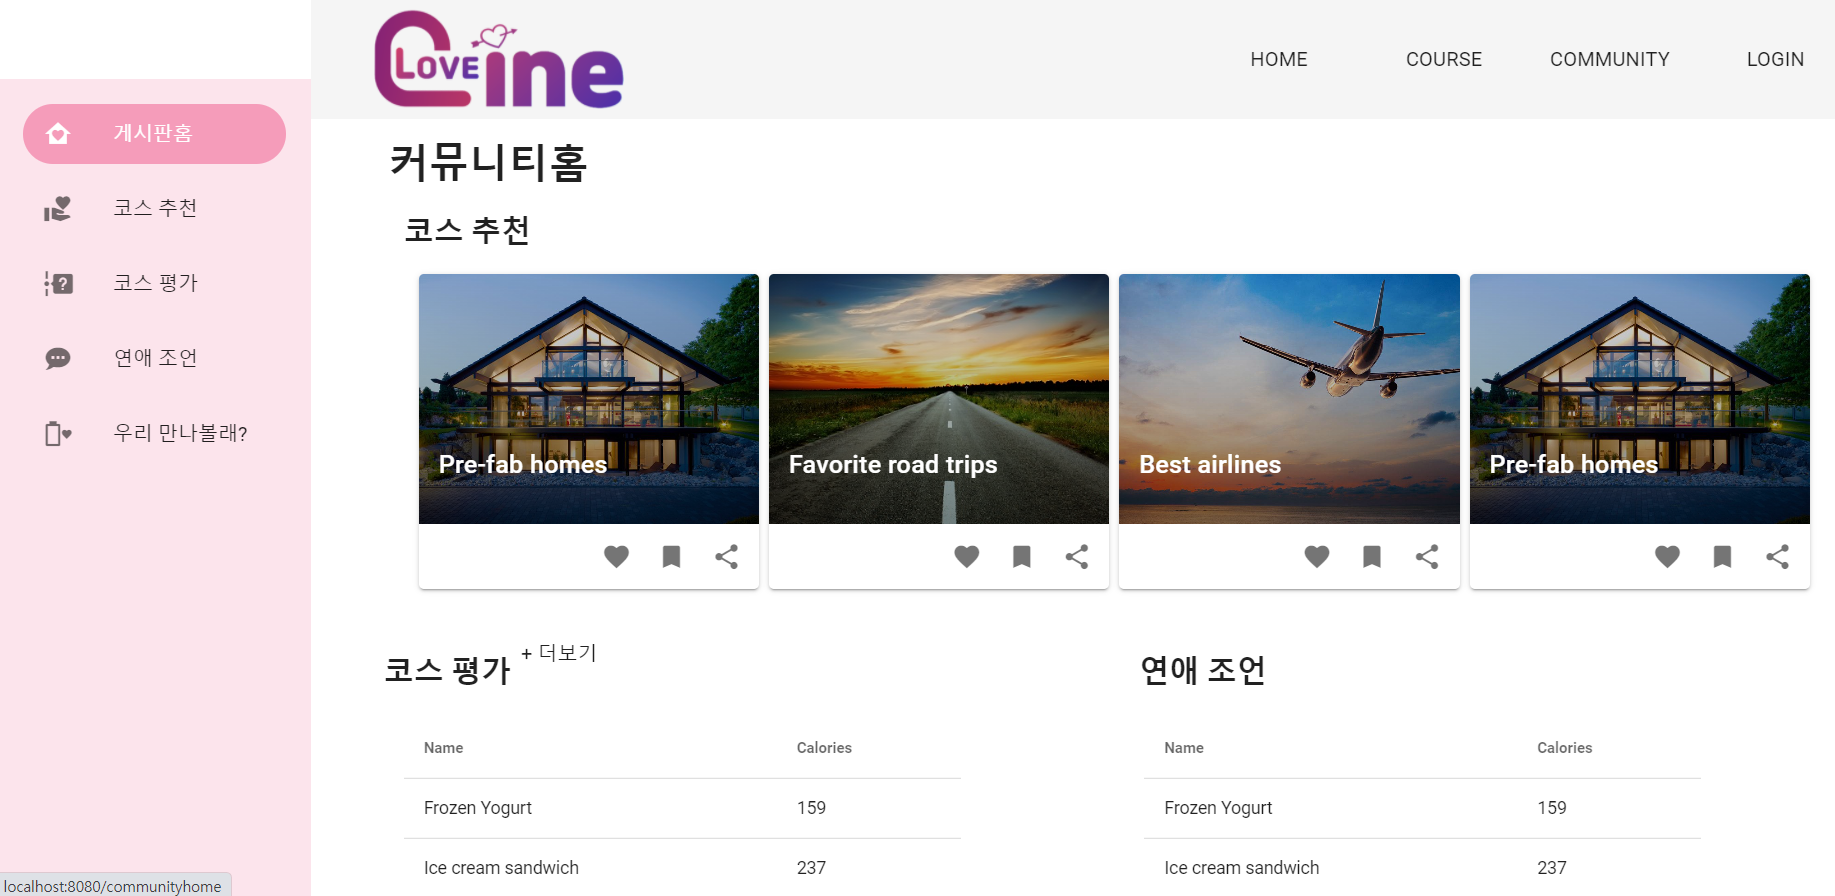 LOVE ine
HOME COURSE COMMUNITY LOGIN
게시판홈
코스 추천
코스 평가
연애 조언
우리 만나볼래?
커뮤니티홈
코스 추천
Pre-fab homes
Favorite road trips
Best airlines
Pre-fab homes
코스 평가 + 더보기
Name Calories
Frozen Yogurt 159
Ice cream sandwich 237
연애 조언
Name Calories
Frozen Yogurt 159
Ice cream sandwich 237
localhost:8080/communityhome